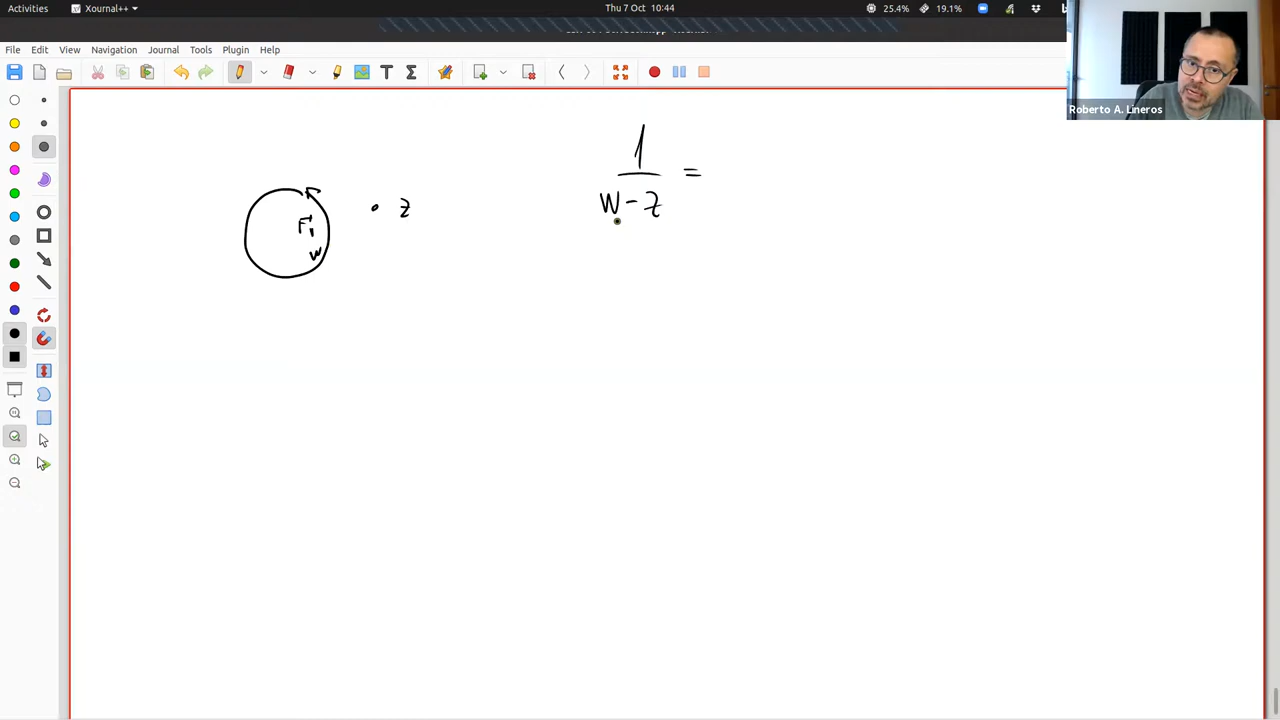 Activities Xournal++ Thu 7 Oct 10:44 25.4% 19.1%
File Edit View Navigation Journal Tools Plugin Help
Roberto A. Lineros
1
w - z =
z
Γ1
w